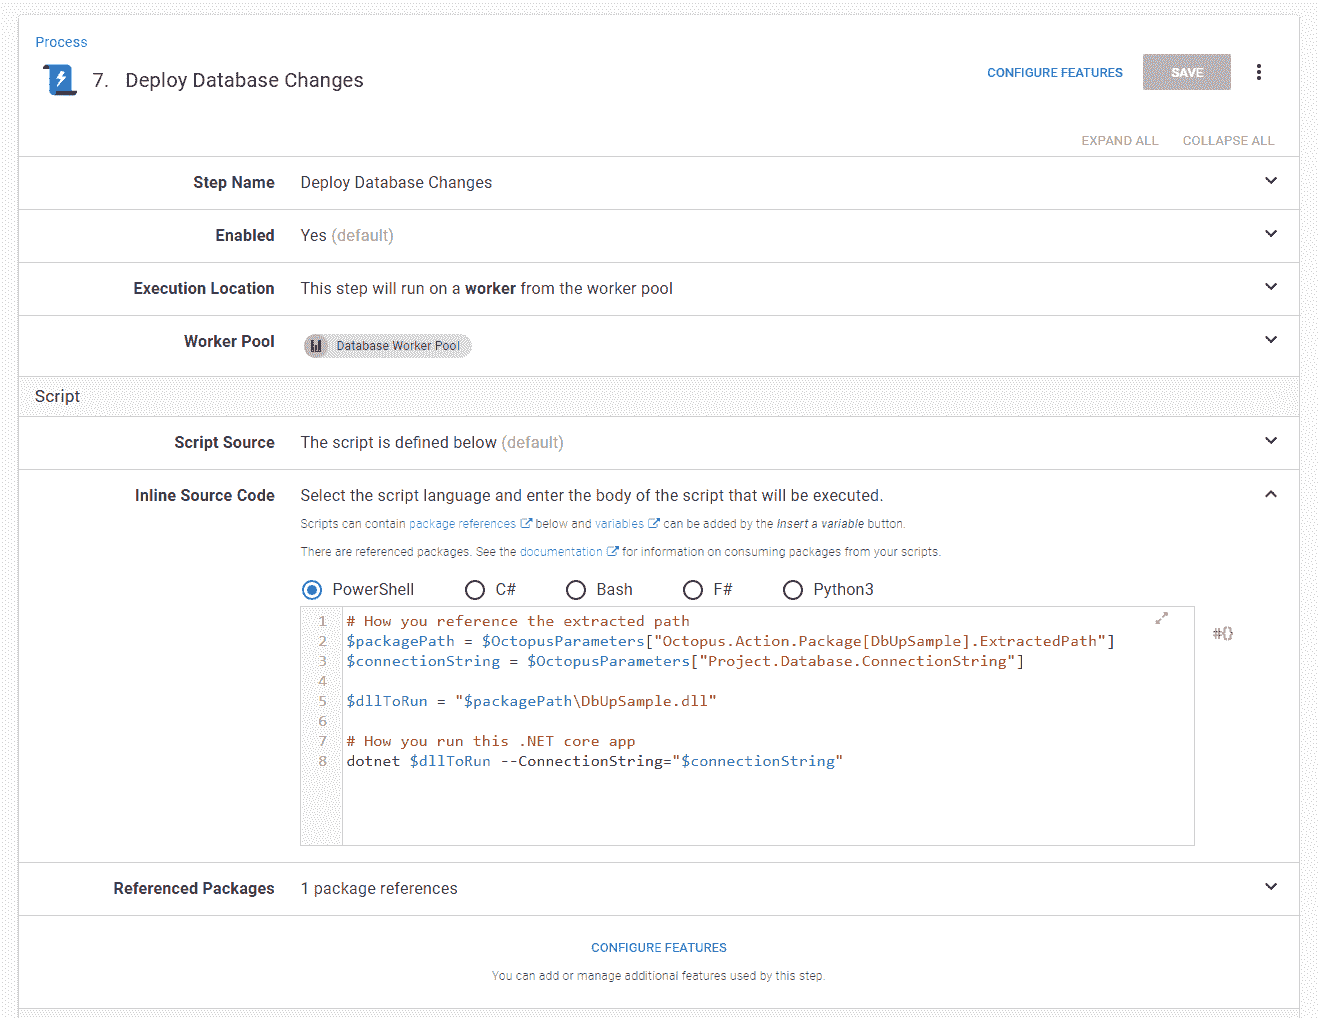 Process
7. Deploy Database Changes
CONFIGURE FEATURES
SAVE
EXPAND ALL COLLAPSE ALL
Step Name Deploy Database Changes
Enabled Yes (default)
Execution Location This step will run on a worker from the worker pool
Worker Pool Database Worker Pool
Script
Script Source The script is defined below (default)
Inline Source Code Select the script language and enter the body of the script that will be executed.
Scripts can contain package references below and variables can be added by the Insert a variable button.
There are referenced packages. See the documentation for information on consuming packages from your scripts.
PowerShell C# Bash F# Python3
1 # How you reference the extracted path
2 $packagePath = $OctopusParameters["Octopus.Action.Package[DbUpSample].ExtractedPath"]
3 $connectionString = $OctopusParameters["Project.Database.ConnectionString"]
4
5 $dllToRun = "$packagePath\DbUpSample.dll"
6
7 # How you run this .NET core app
8 dotnet $dllToRun --ConnectionString="$connectionString"
#{}
Referenced Packages 1 package references
CONFIGURE FEATURES
You can add or manage additional features used by this step.